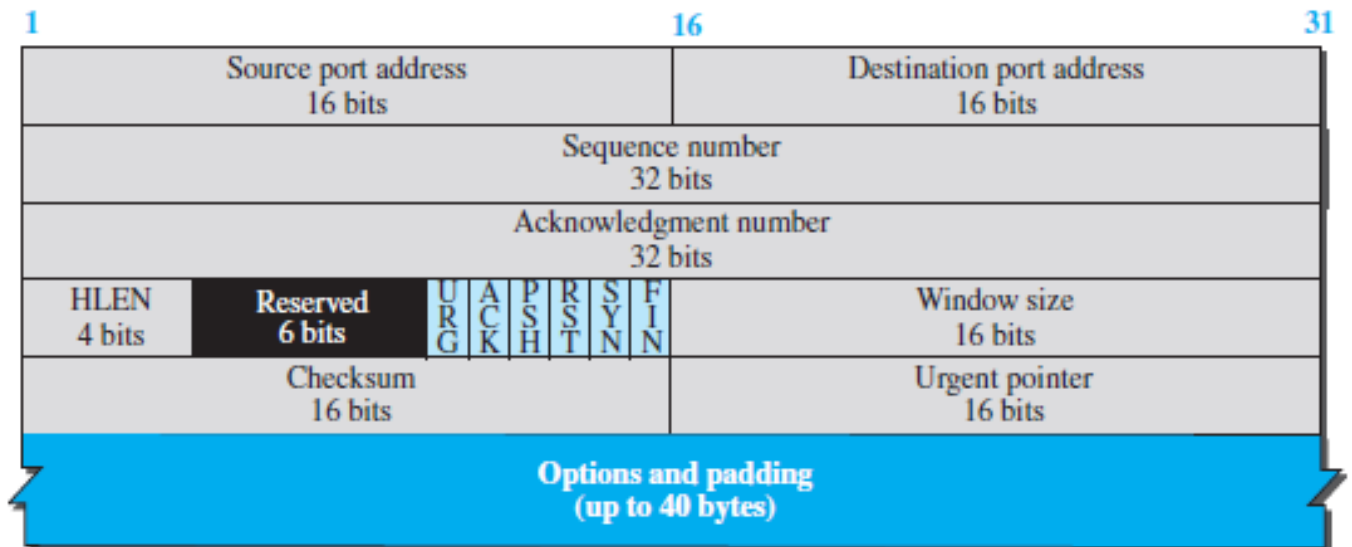 1 16 31
Source port address Destination port address
16 bits 16 bits
Sequence number
32 bits
Acknowledgment number
32 bits
HLEN Reserved URG ACK PSH RST SYN FIN Window size
4 bits 6 bits 16 bits
Checksum Urgent pointer
16 bits 16 bits
Options and padding
(up to 40 bytes)